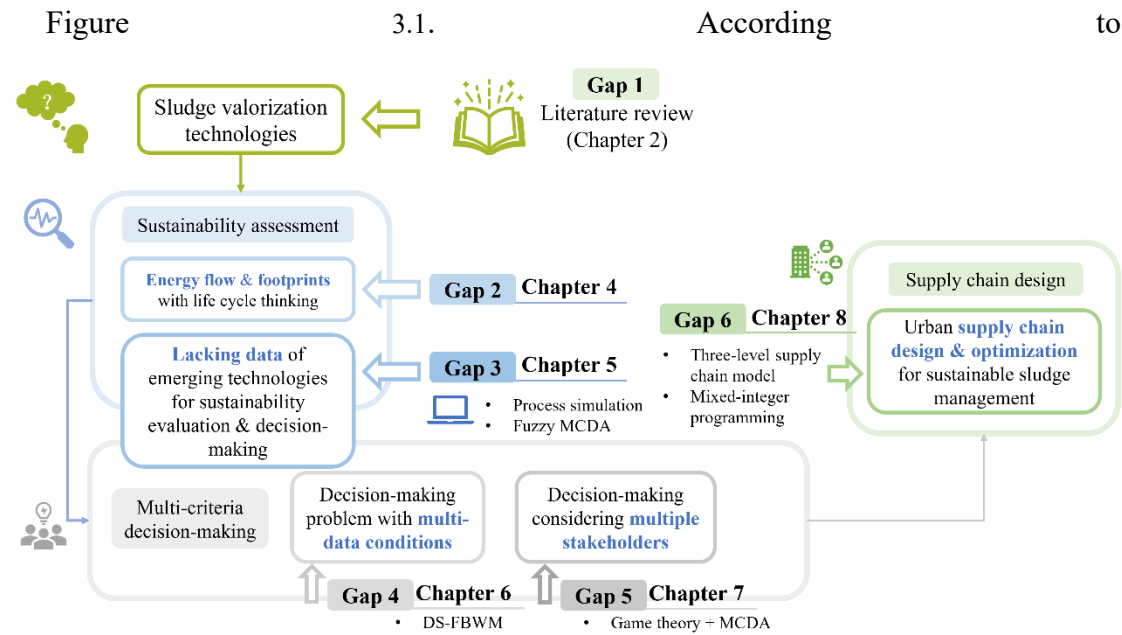 Figure 3.1. According to
?
Gap 1
Literature review
(Chapter 2)
Sludge valorization
technologies
Sustainability assessment
Energy flow & footprints
with life cycle thinking
Gap 2 Chapter 4
Lacking data of
emerging technologies
for sustainability
evaluation & decision-
making
Gap 3 Chapter 5
• Process simulation
• Fuzzy MCDA
Gap 6 Chapter 8
• Three-level supply
chain model
• Mixed-integer
programming
Supply chain design
Urban supply chain
design & optimization
for sustainable sludge
management
Multi-criteria
decision-making
Decision-making
problem with multi-
data conditions
Decision-making
considering multiple
stakeholders
Gap 4 Chapter 6
• DS-FBWM
Gap 5 Chapter 7
• Game theory + MCDA